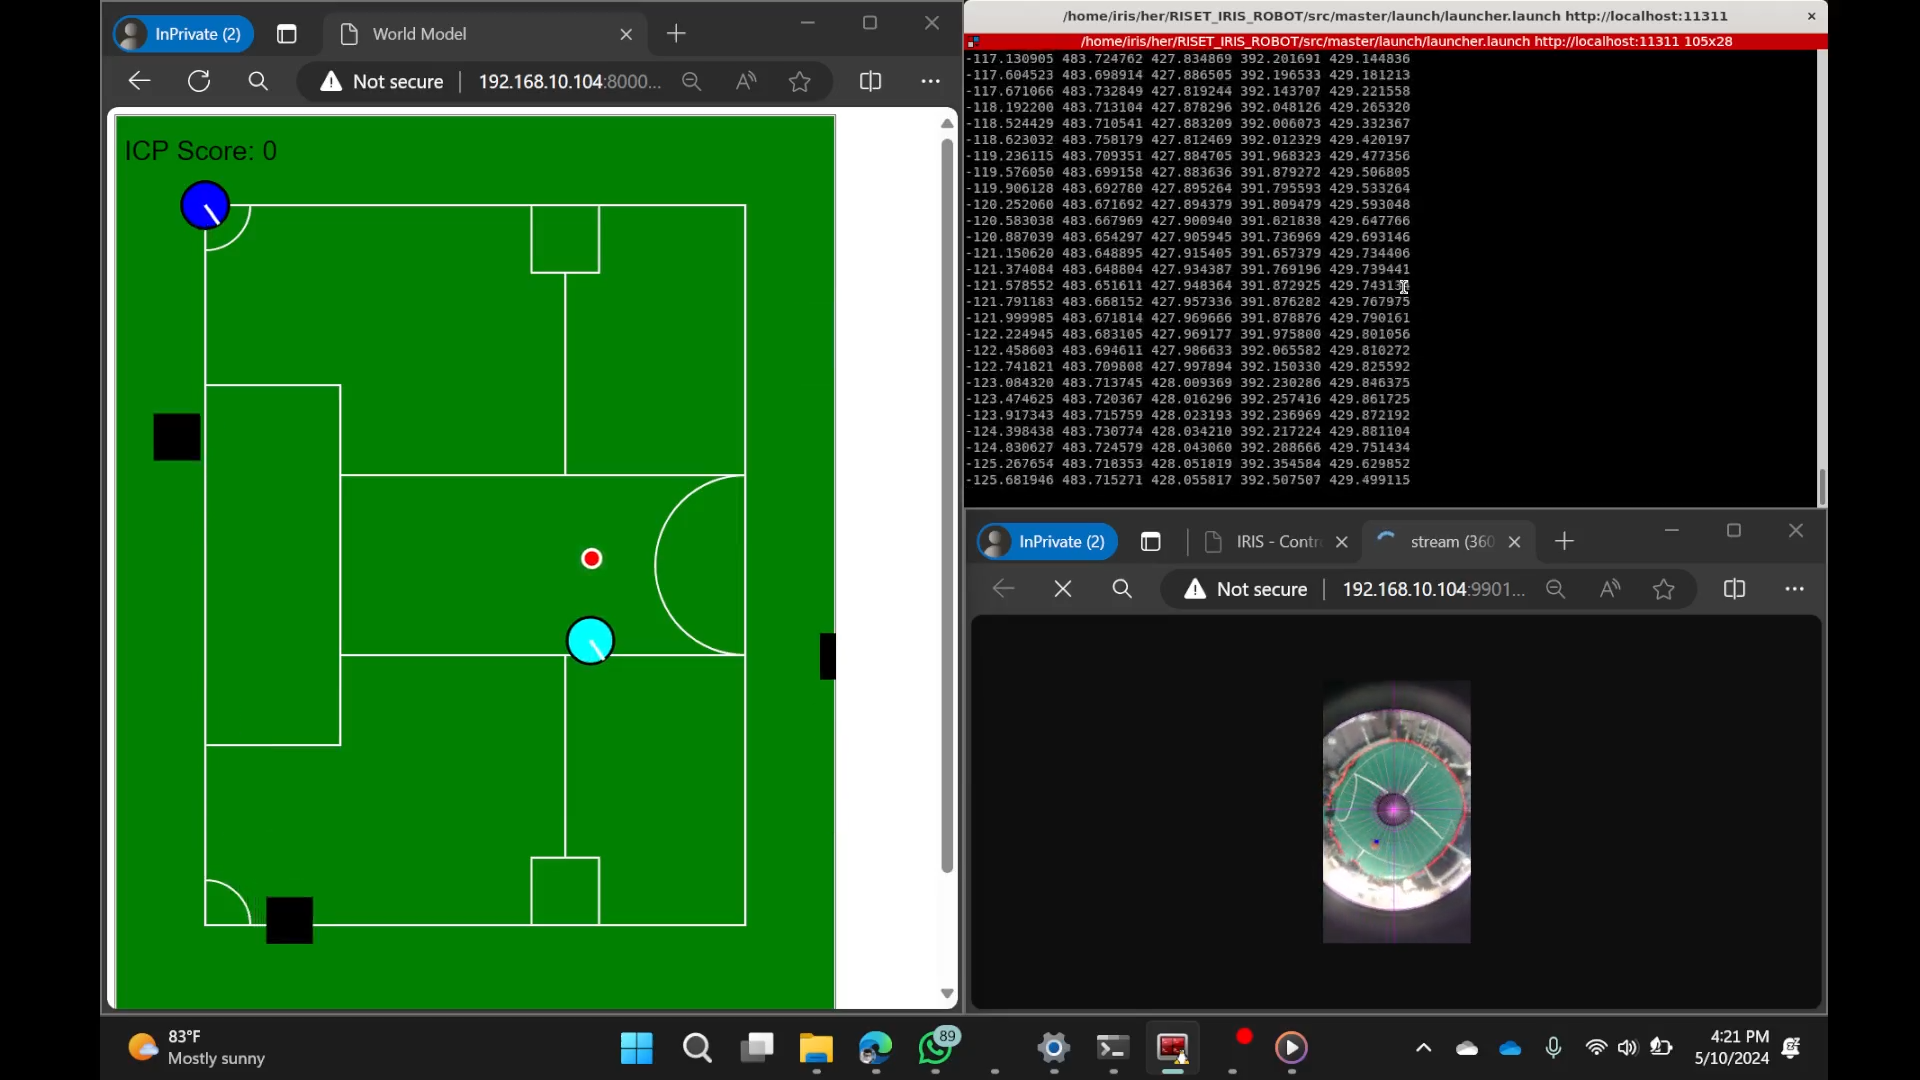 InPrivate (2)
World Model
Not secure
192.168.10.104:8000...
ICP Score: 0
/home/iris/her/RISET_IRIS_ROBOT/src/master/launch/launcher.launch http://localhost:11311
/home/iris/her/RISET_IRIS_ROBOT/src/master/launch/launcher.launch http://localhost:11311 105x28
-117.130905 483.724762 427.834869 392.201691 429.144836
-117.604523 483.698914 427.886505 392.196533 429.181213
-117.671066 483.732849 427.819244 392.143707 429.221558
-118.192200 483.713104 427.878296 392.048126 429.265320
-118.524429 483.710541 427.883209 392.006073 429.332367
-118.623032 483.758179 427.812469 392.012329 429.420197
-119.236115 483.709351 427.884705 391.968323 429.477356
-119.576050 483.699158 427.883636 391.879272 429.506805
-119.906128 483.692780 427.895264 391.795593 429.533264
-120.252060 483.671692 427.894379 391.809479 429.593048
-120.583038 483.667969 427.900940 391.821838 429.647766
-120.887039 483.654297 427.905945 391.736969 429.693146
-121.150620 483.648895 427.915405 391.657379 429.734406
-121.374084 483.648804 427.934387 391.769196 429.739441
-121.578552 483.651611 427.948364 391.872925
-121.791183 483.668152 427.957336 391.876282 429.767975
-121.999985 483.671814 427.969666 391.878876 429.790161
-122.224945 483.683105 427.969177 391.975800 429.801056
-122.458603 483.694611 427.986633 392.065582 429.810272
-122.741821 483.709808 427.997894 392.150330 429.825592
-123.084320 483.713745 428.009369 392.230286 429.846375
-123.474625 483.720367 428.016296 392.257416 429.861725
-123.917343 483.715759 428.023193 392.236969 429.872192
-124.398438 483.730774 428.034210 392.217224 429.881104
-124.830627 483.724579 428.043060 392.288666 429.751434
-125.267654 483.718353 428.051819 392.354584 429.629852
-125.681946 483.715271 428.055817 392.507507 429.499115
InPrivate (2)
IRIS - Contr
stream (360
Not secure
192.168.10.104:9901...
83°F
Mostly sunny
89
4:21 PM
5/10/2024